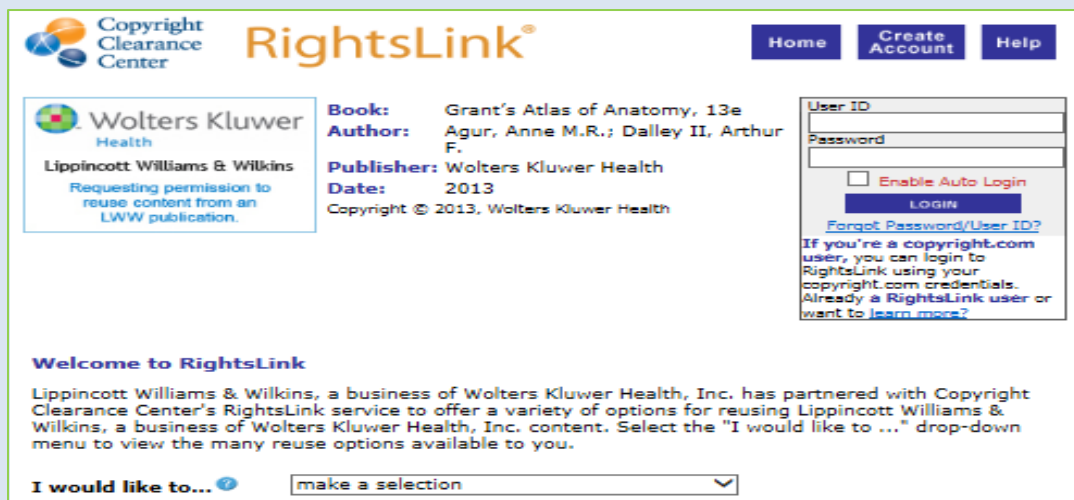 Copyright
Clearance
Center
RightsLink®
Home
Create
Account
Help
Wolters Kluwer
Health
Lippincott Williams & Wilkins
Requesting permission to
reuse content from an
LWW publication.
Book: Grant's Atlas of Anatomy, 13e
Author: Agur, Anne M.R.; Dalley II, Arthur
F.
Publisher: Wolters Kluwer Health
Date: 2013
Copyright © 2013, Wolters Kluwer Health
User ID
Password
Enable Auto Login
LOGIN
Forgot Password/User ID?
If you're a copyright.com
user, you can login to
RightsLink using your
copyright.com credentials.
Already a RightsLink user or
want to learn more?
Welcome to RightsLink
Lippincott Williams & Wilkins, a business of Wolters Kluwer Health, Inc. has partnered with Copyright
Clearance Center's RightsLink service to offer a variety of options for reusing Lippincott Williams &
Wilkins, a business of Wolters Kluwer Health, Inc. content. Select the "I would like to ..." drop-down
menu to view the many reuse options available to you.
I would like to... ? make a selection